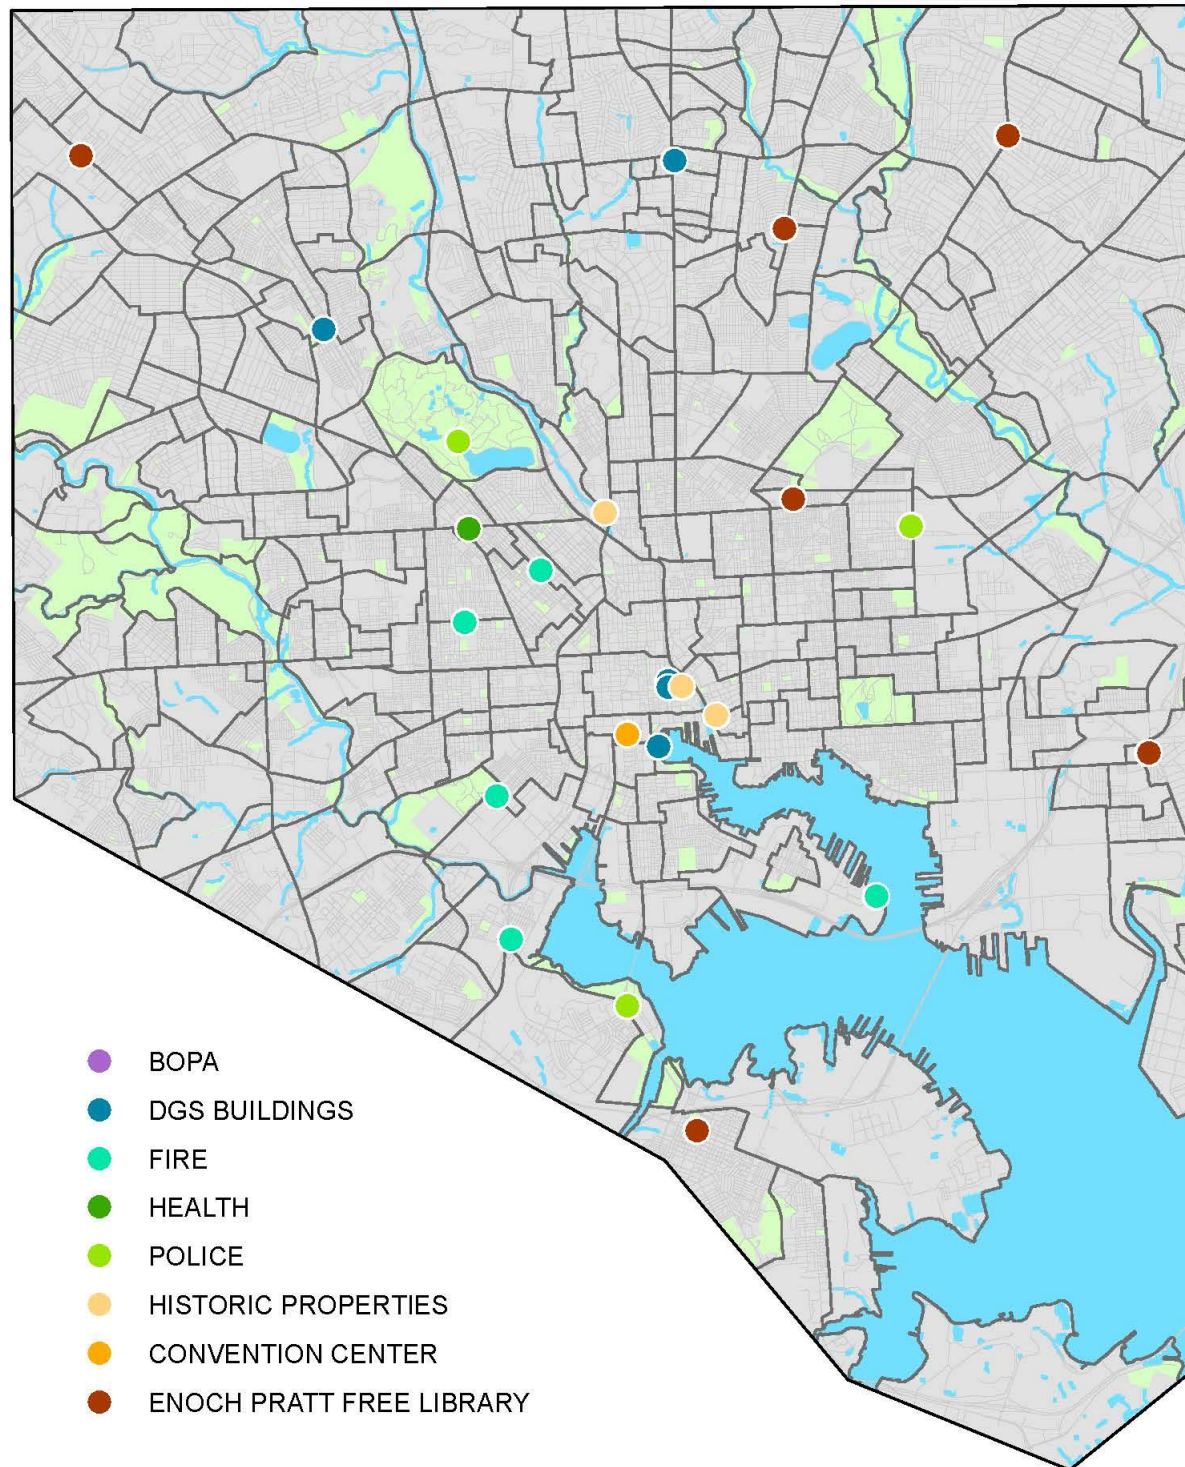 BOPA
DGS BUILDINGS
FIRE
HEALTH
POLICE
HISTORIC PROPERTIES
CONVENTION CENTER
ENOCH PRATT FREE LIBRARY